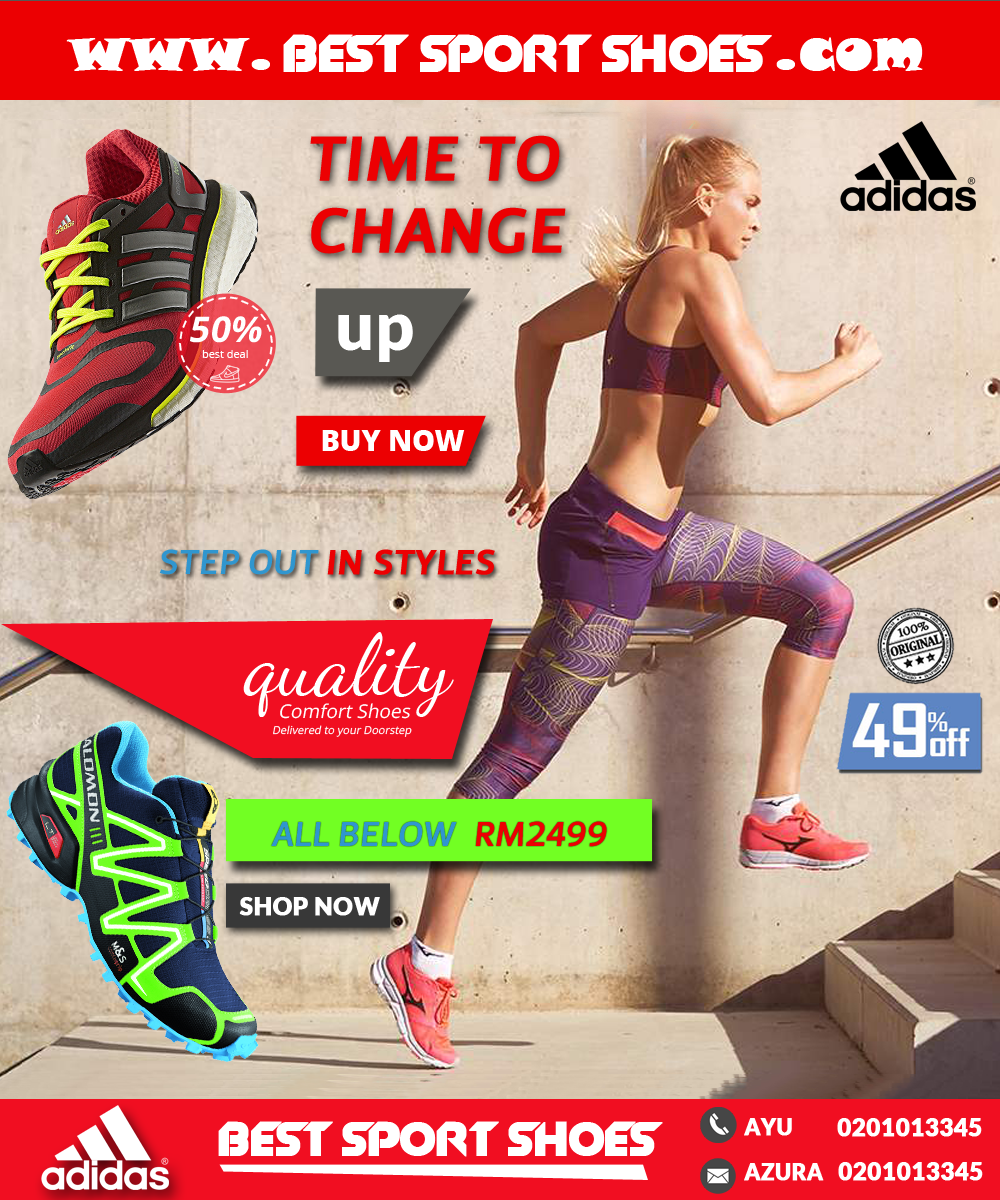 www.BEST SPORT SHOES.com
TIME TO
CHANGE
adidas®
adidas
up
50%
best deal
BUY NOW
STEP OUT IN STYLES
100%
ORIGINAL
quality
Comfort Shoes
Delivered to your Doorstep
49% off
SALOMON
ALL BELOW RM2499
SHOP NOW
M&S
adidas®
BEST SPORT SHOES
AYU 0201013345
AZURA 0201013345